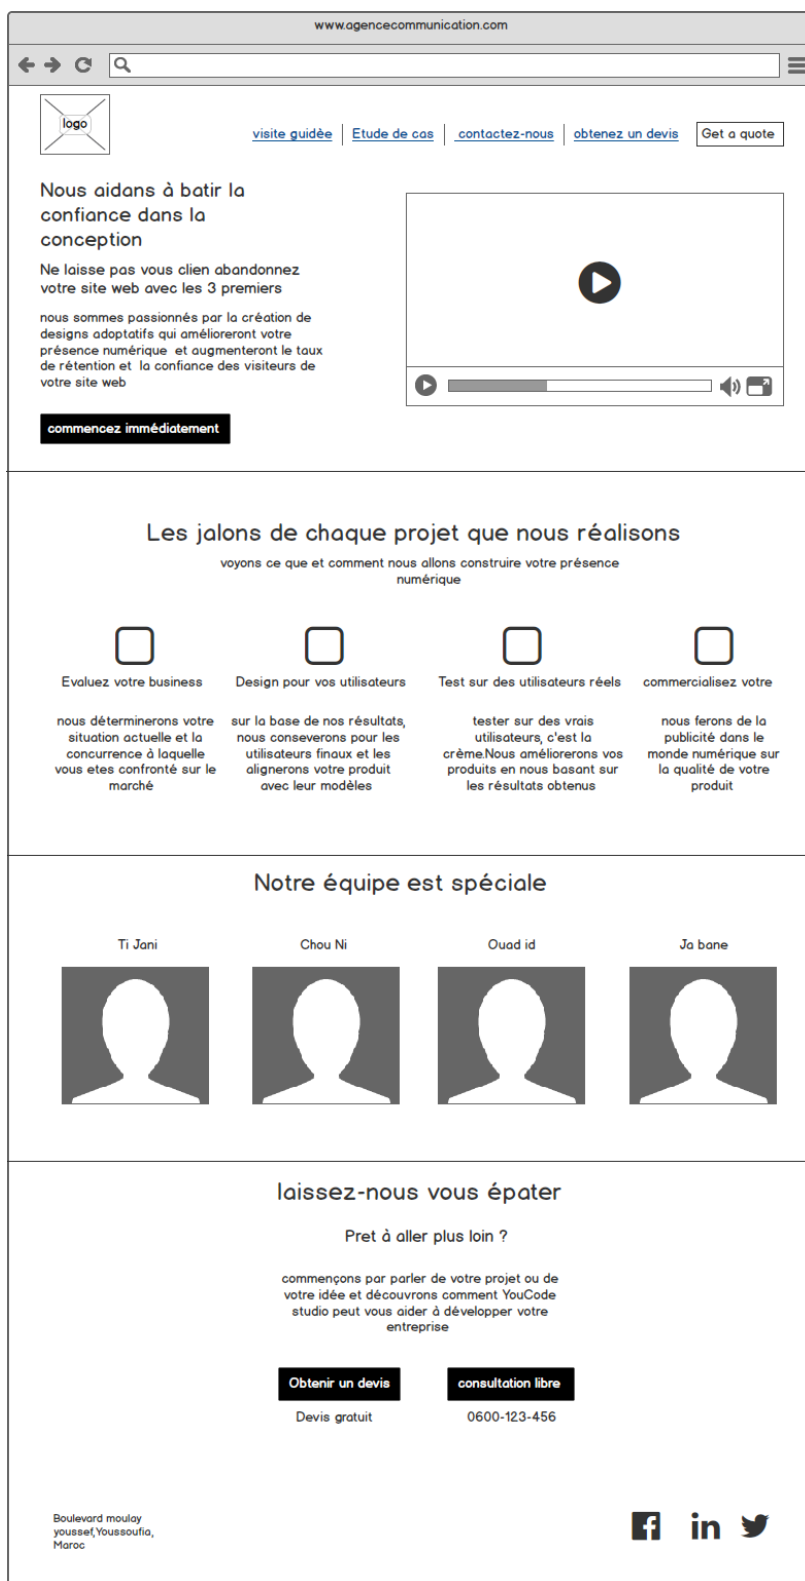 www.agencecommunication.com
logo
visite guidèe
Etude de cas
contactez-nous
obtenez un devis
Get a quote
Nous aidans à batir la
confiance dans la
conception
Ne laisse pas vous clien abandonnez
votre site web avec les 3 premiers
nous sommes passionnés par la création de
designs adoptatifs qui amélioreront votre
présence numérique et augmenteront le taux
de rétention et la confiance des visiteurs de
votre site web
commencez immédiatement
Les jalons de chaque projet que nous réalisons
voyons ce que et comment nous allons construire votre présence
numérique
Evaluez votre business
nous déterminerons votre
situation actuelle et la
concurrence à laquelle
vous etes confronté sur le
marché
Design pour vos utilisateurs
sur la base de nos résultats,
nous conseverons pour les
utilisateurs finaux et les
alignerons votre produit
avec leur modèles
Test sur des utilisateurs réels
tester sur des vrais
utilisateurs, c'est la
crème.Nous améliorerons vos
produits en nous basant sur
les résultats obtenus
commercialisez votre
nous ferons de la
publicité dans le
monde numérique sur
la qualité de votre
produit
Notre équipe est spéciale
Ti Jani
Chou Ni
Ouad id
Ja bane
laissez-nous vous épater
Pret à aller plus loin ?
commençons par parler de votre projet ou de
votre idée et découvrons comment YouCode
studio peut vous aider à développer votre
entreprise
Obtenir un devis
Devis gratuit
consultation libre
0600-123-456
Boulevard moulay
youssef,Youssoufia,
Maroc